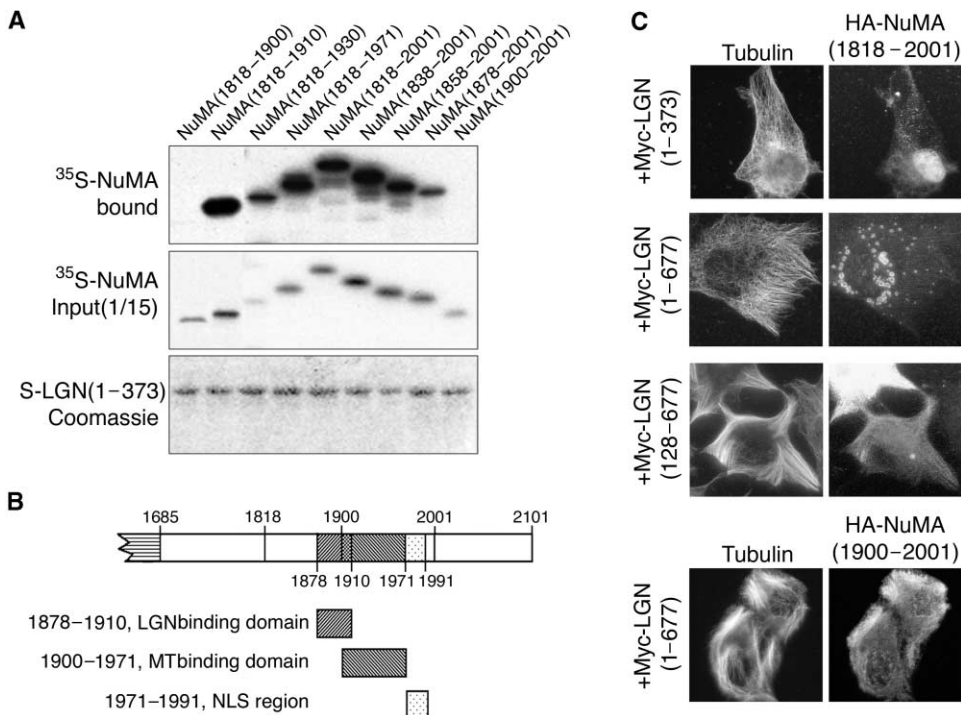 A
NuMA(1818−1900)
NuMA(1818−1910)
NuMA(1818−1930)
NuMA(1818−1971)
NuMA(1818−2001)
NuMA(1838−2001)
NuMA(1858−2001)
NuMA(1878−2001)
NuMA(1900−2001)
35S-NuMA
bound
35S-NuMA
Input(1/15)
S-LGN(1−373)
Coomassie
B
1685 1818 1900 2001 2101
1878 1910 1971 1991
1878−1910, LGNbinding domain
1900−1971, MTbinding domain
1971−1991, NLS region
C
Tubulin
HA-NuMA
(1818−2001)
+Myc-LGN
(1−373)
+Myc-LGN
(1−677)
+Myc-LGN
(128−677)
Tubulin
HA-NuMA
(1900−2001)
+Myc-LGN
(1−677)